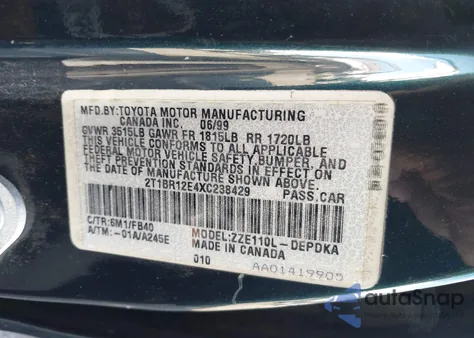 MFD.BY:TOYOTA MOTOR MANUFACTURING
CANADA INC. 06/99
GVWR 3515LB GAWR FR 1815LB RR 1720LB
THIS VEHICLE CONFORMS TO ALL APPLICABLE
FEDERAL MOTOR VEHICLE SAFETY,BUMPER, AND
THEFT PREVENTION STANDARDS IN EFFECT ON
THE DATE OF MANUFACTURE SHOWN ABOVE.
2T1BR12E4XC238429 PASS.CAR
C/TR:6M1/FB40 MODEL:ZZE110L-DEPDKA
A/TM:-01A/A245E MADE IN CANADA
010 AA01419905
autoSnap